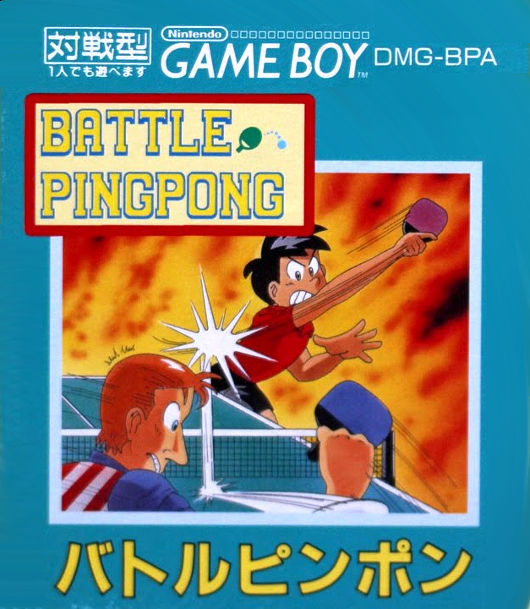 対戦型
1人でも遊べます
Nintendo
GAME BOY™
DMG-BPA
BATTLE
PINGPONG
バトルピンポン